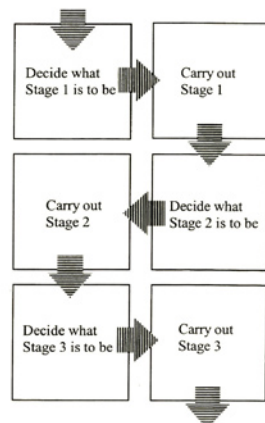 Decide what
Stage 1 is to be
Carry out
Stage 1
Decide what
Stage 2 is to be
Carry out
Stage 2
Decide what
Stage 3 is to be
Carry out
Stage 3